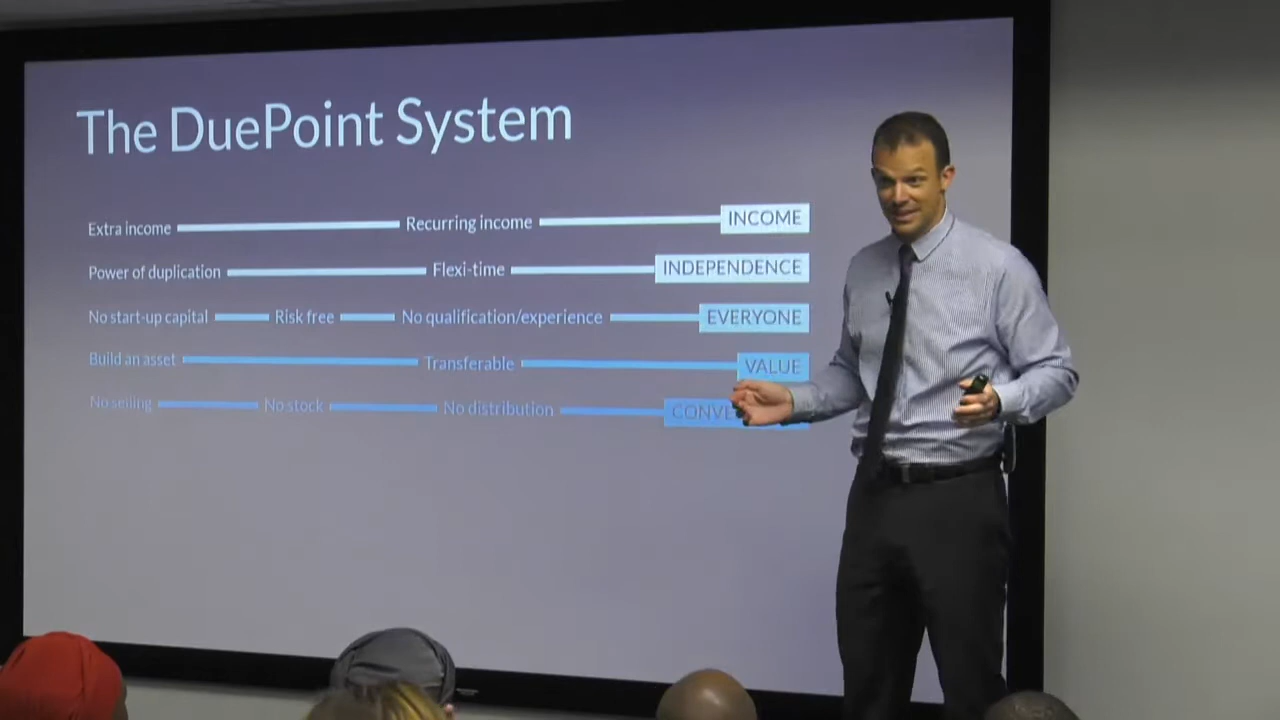 The DuePoint System
Extra income Recurring income INCOME
Power of duplication Flexi-time INDEPENDENCE
No start-up capital Risk free No qualification/experience EVERYONE
Build an asset Transferable VALUE
No selling No stock No distribution